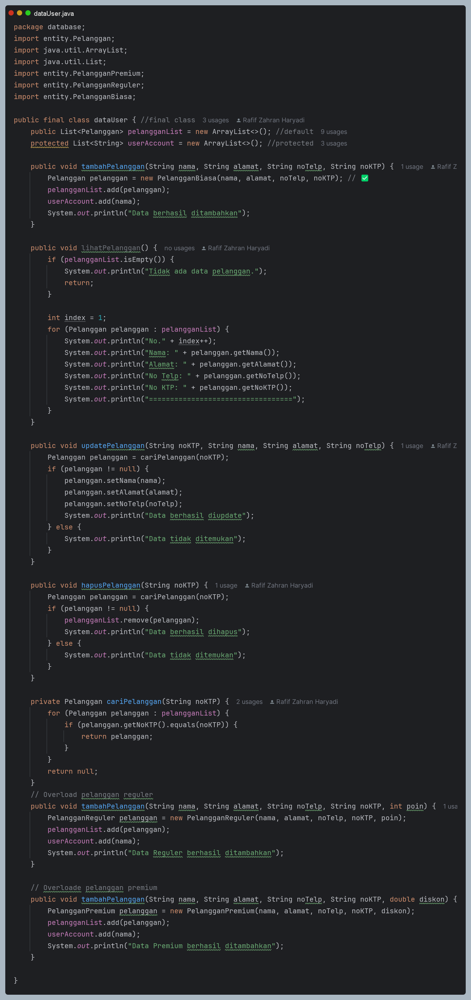 dataUser.java
package database;
import entity.Pelanggan;
import java.util.ArrayList;
import java.util.List;
import entity.PelangganPremium;
import entity.PelangganReguler;
import entity.PelangganBiasa;

public final class dataUser { //final class 3 usages Rafif Zahran Haryadi
    public List<Pelanggan> pelangganList = new ArrayList<>(); //default 9 usages
    protected List<String> userAccount = new ArrayList<>(); //protected 3 usages

    public void tambahPelanggan(String nama, String alamat, String noTelp, String noKTP) { 1 usage Rafif Z
        Pelanggan pelanggan = new PelangganBiasa(nama, alamat, noTelp, noKTP); // ✅
        pelangganList.add(pelanggan);
        userAccount.add(nama);
        System.out.println("Data berhasil ditambahkan");
    }

    public void lihatPelanggan() { no usages Rafif Zahran Haryadi
        if (pelangganList.isEmpty()) {
            System.out.println("Tidak ada data pelanggan.");
            return;
        }

        int index = 1;
        for (Pelanggan pelanggan : pelangganList) {
            System.out.println("No." + index++);
            System.out.println("Nama: " + pelanggan.getNama());
            System.out.println("Alamat: " + pelanggan.getAlamat());
            System.out.println("No Telp: " + pelanggan.getNoTelp());
            System.out.println("No KTP: " + pelanggan.getNoKTP());
            System.out.println("==================================");
        }
    }

    public void updatePelanggan(String noKTP, String nama, String alamat, String noTelp) { 1 usage Rafif Z
        Pelanggan pelanggan = cariPelanggan(noKTP);
        if (pelanggan != null) {
            pelanggan.setNama(nama);
            pelanggan.setAlamat(alamat);
            pelanggan.setNoTelp(noTelp);
            System.out.println("Data berhasil diupdate");
        } else {
            System.out.println("Data tidak ditemukan");
        }
    }

    public void hapusPelanggan(String noKTP) { 1 usage Rafif Zahran Haryadi
        Pelanggan pelanggan = cariPelanggan(noKTP);
        if (pelanggan != null) {
            pelangganList.remove(pelanggan);
            System.out.println("Data berhasil dihapus");
        } else {
            System.out.println("Data tidak ditemukan");
        }
    }

    private Pelanggan cariPelanggan(String noKTP) { 2 usages Rafif Zahran Haryadi
        for (Pelanggan pelanggan : pelangganList) {
            if (pelanggan.getNoKTP().equals(noKTP)) {
                return pelanggan;
            }
        }
        return null;
    }
    // Overload pelanggan reguler
    public void tambahPelanggan(String nama, String alamat, String noTelp, String noKTP, int poin) { 1 usa
        PelangganReguler pelanggan = new PelangganReguler(nama, alamat, noTelp, noKTP, poin);
        pelangganList.add(pelanggan);
        userAccount.add(nama);
        System.out.println("Data Reguler berhasil ditambahkan");
    }

    // Overloade pelanggan premium
    public void tambahPelanggan(String nama, String alamat, String noTelp, String noKTP, double diskon) {
        PelangganPremium pelanggan = new PelangganPremium(nama, alamat, noTelp, noKTP, diskon);
        pelangganList.add(pelanggan);
        userAccount.add(nama);
        System.out.println("Data Premium berhasil ditambahkan");
    }

}